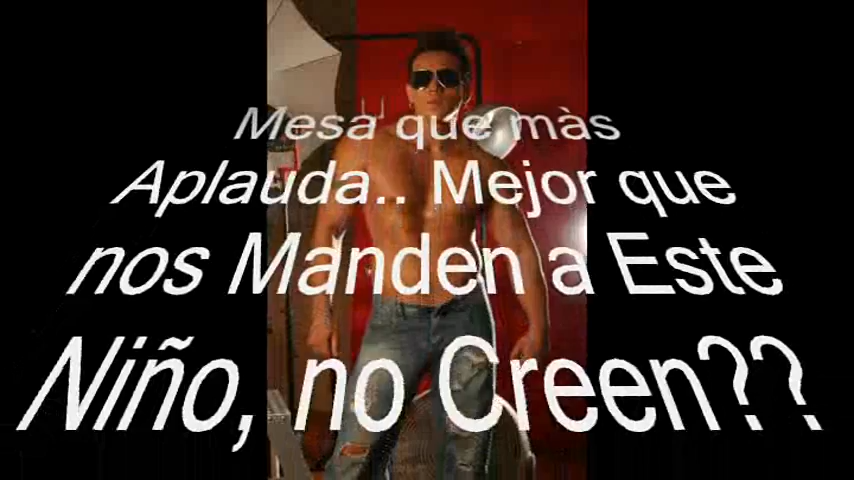 Mesa que màs
Aplauda.. Mejor que
nos Manden a Este
Niño, no Creen??